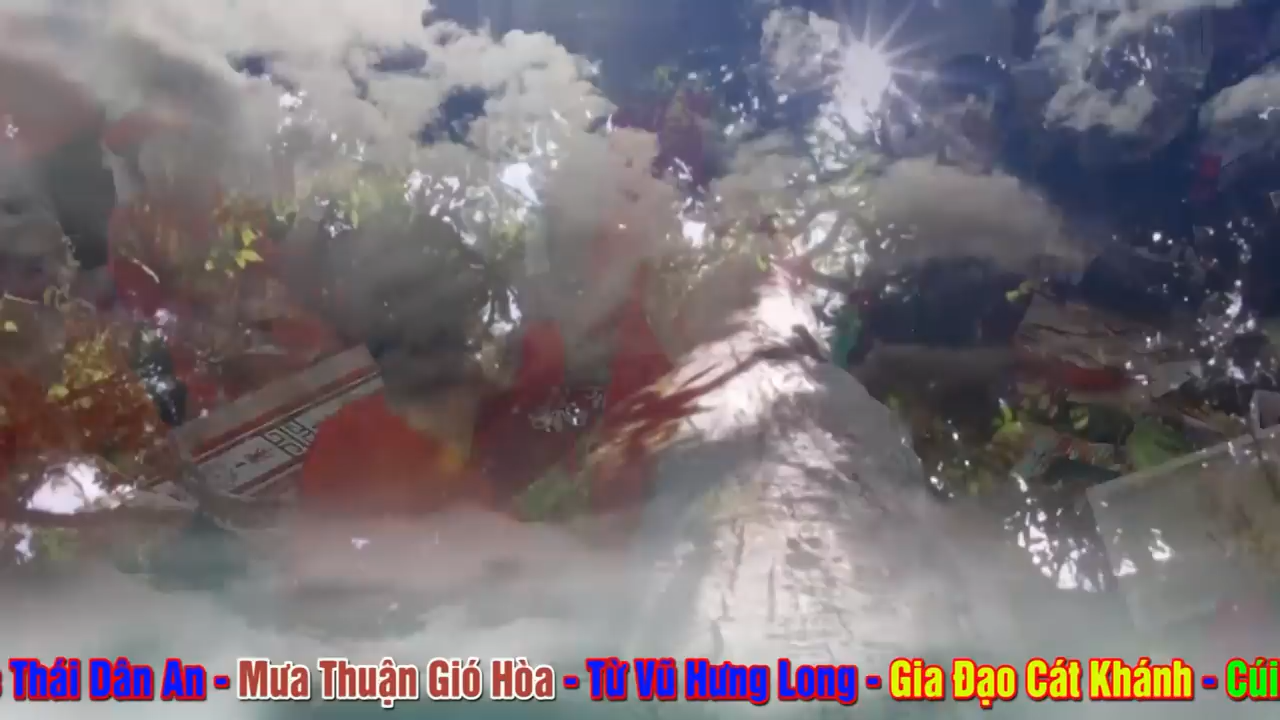 Thái Dân An - Mưa Thuận Gió Hòa - Từ Vũ Hưng Long - Gia Đạo Cát Khánh - Cúi